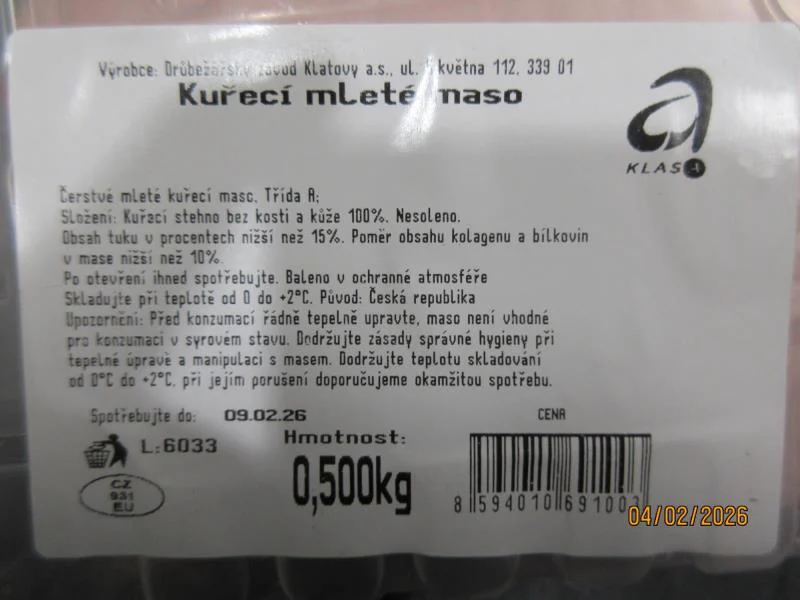 Výrobce: Drůbežářský závod Klatovy a.s., ul. 5 května 112, 339 01
Kuřecí mleté maso
KLASA
Čerstvé mleté kuřecí maso, Třída A;
Složení: Kuřací stehno bez kosti a kůže 100%. Nesoleno.
Obsah tuku v procentech nižší než 15%. Poměr obsahu kolagenu a bílkovin
v mase nižší než 10%.
Po otevření ihned spotřebujte. Baleno v ochranné atmosféře
Skladujte při teplotě od 0 do +2°C. Původ: Česká republika
Upozornění: Před konzumací řádně tepelně upravte, maso není vhodné
pro konzumaci v syrovém stavu. Dodržujte zásady správné hygieny při
tepelné úpravě a manipulaci s masem. Dodržujte teplotu skladování
od 0°C do +2°C, při jejím porušení doporučujeme okamžitou spotřebu.
Spotřebujte do: 09.02.26
CENA
L:6033
Hmotnost:
0,500kg
CZ
931
EU
8 594010 691003
04/02/2026